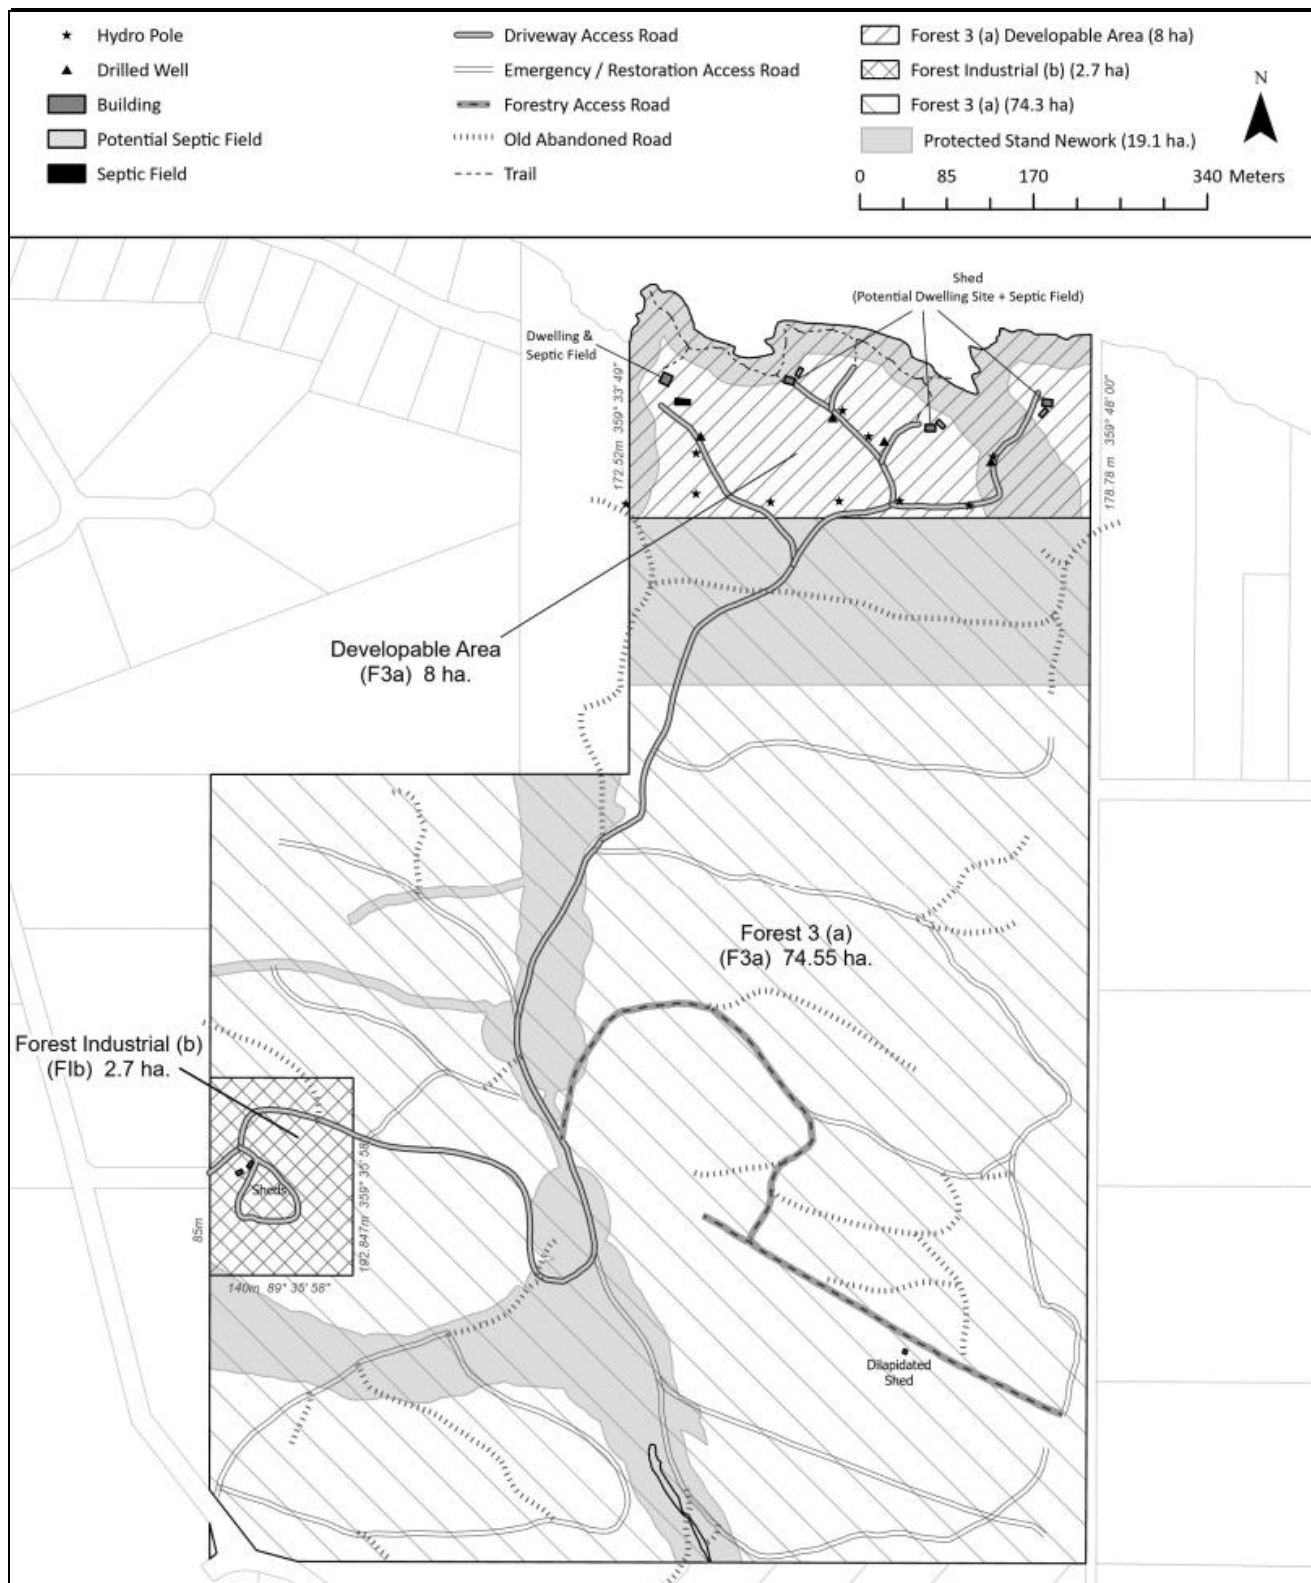 Hydro Pole
Drilled Well
Building
Potential Septic Field
Septic Field
Driveway Access Road
Emergency / Restoration Access Road
Forestry Access Road
Old Abandoned Road
Trail
Forest 3 (a) Developable Area (8 ha)
Forest Industrial (b) (2.7 ha)
Forest 3 (a) (74.3 ha)
Protected Stand Nework (19.1 ha.)
N
0 85 170 340 Meters
Shed
(Potential Dwelling Site + Septic Field)
Dwelling &
Septic Field
172.52m 359° 33' 49"
178.78 m 359° 48' 00"
Developable Area
(F3a) 8 ha.
Forest 3 (a)
(F3a) 74.55 ha.
Forest Industrial (b)
(FIb) 2.7 ha.
Sheds
85m
192.847m 359° 35' 58"
140m 89° 35' 58"
Dilapidated
Shed